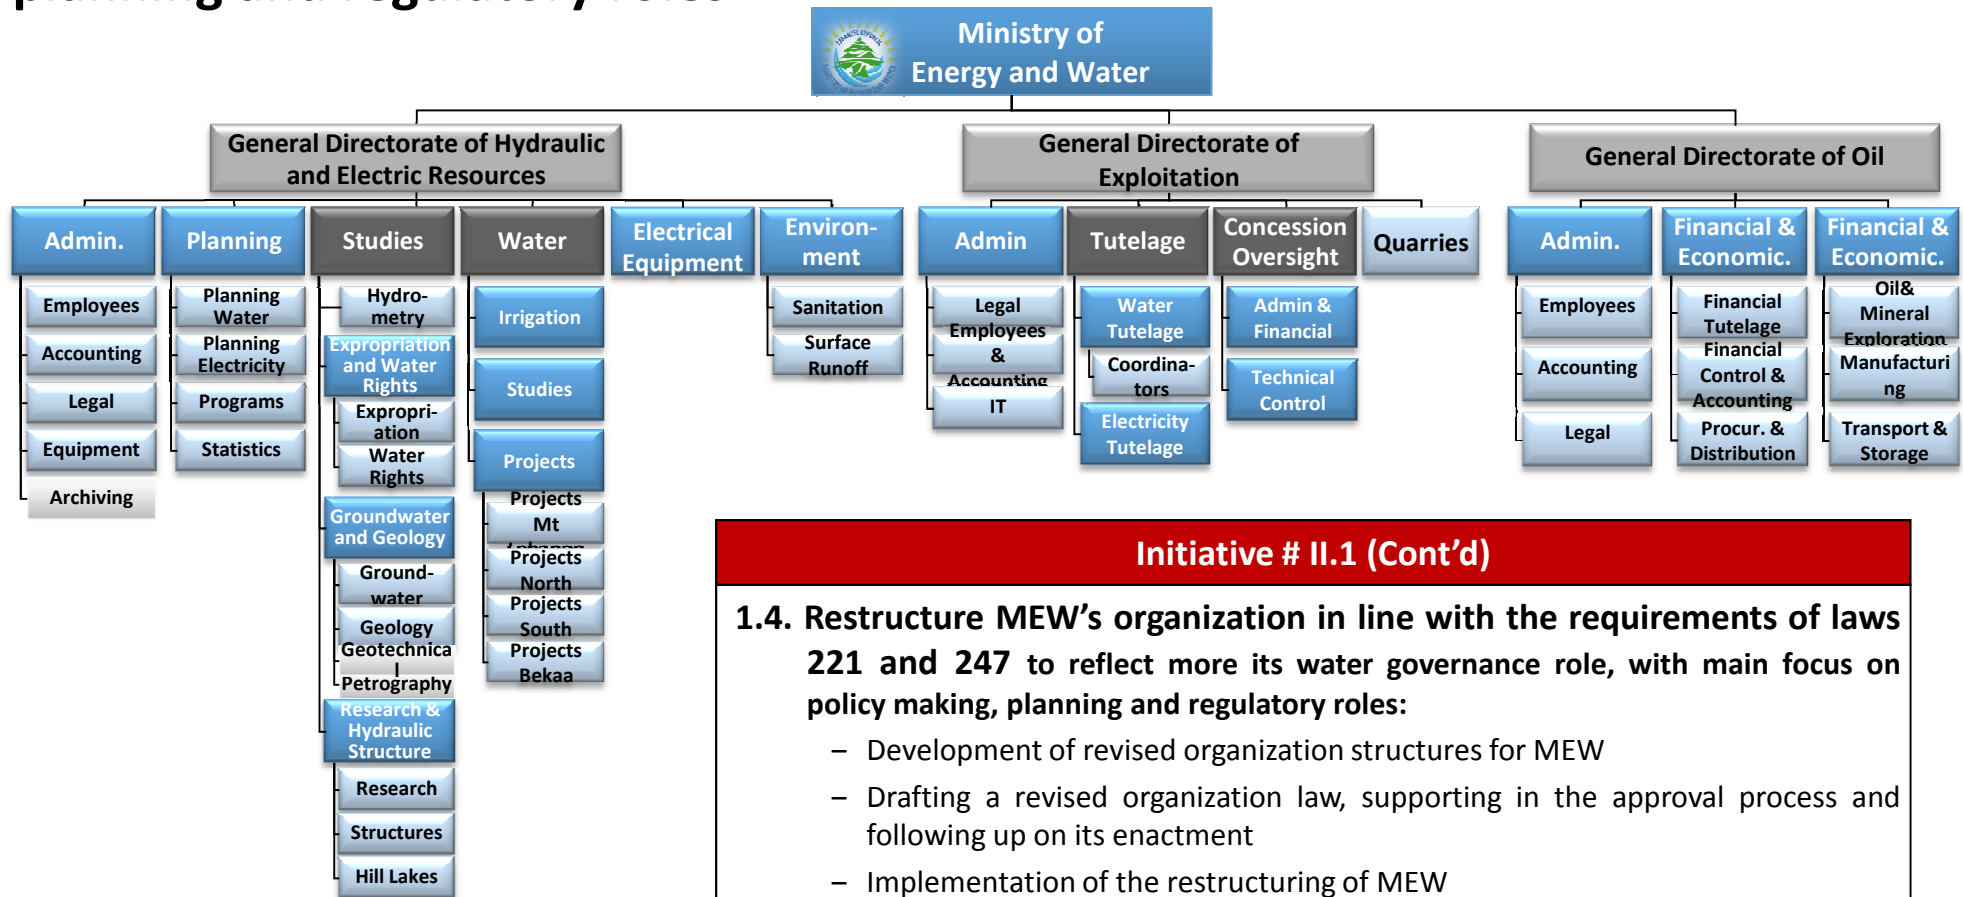 planning and regulatory roles
Ministry of
Energy and Water
General Directorate of Hydraulic
and Electric Resources
General Directorate of
Exploitation
General Directorate of Oil
Admin.
Planning
Studies
Water
Electrical
Equipment
Environ-
ment
Admin
Tutelage
Concession
Oversight
Quarries
Admin.
Financial &
Economic.
Financial &
Economic.
Employees
Accounting
Legal
Equipment
Archiving
Planning
Water
Planning
Electricity
Programs
Statistics
Hydro-
metry
Expropriation
and Water
Rights
Expropri-
ation
Water
Rights
Groundwater
and Geology
Ground-
water
Geology
Geotechnica
l
Petrography
Research &
Hydraulic
Structure
Research
Structures
Hill Lakes
Irrigation
Studies
Projects
Projects
Mt
Projects
North
Projects
South
Projects
Bekaa
Sanitation
Surface
Runoff
Legal
Employees
&
Accounting
IT
Water
Tutelage
Coordina-
tors
Electricity
Tutelage
Admin &
Financial
Technical
Control
Employees
Accounting
Legal
Financial
Tutelage
Financial
Control &
Accounting
Procur. &
Distribution
Oil&
Mineral
Exploration
Manufacturi
ng
Transport &
Storage
Initiative # II.1 (Cont’d)
1.4. Restructure MEW’s organization in line with the requirements of laws
221 and 247 to reflect more its water governance role, with main focus on
policy making, planning and regulatory roles:
– Development of revised organization structures for MEW
– Drafting a revised organization law, supporting in the approval process and
following up on its enactment
– Implementation of the restructuring of MEW